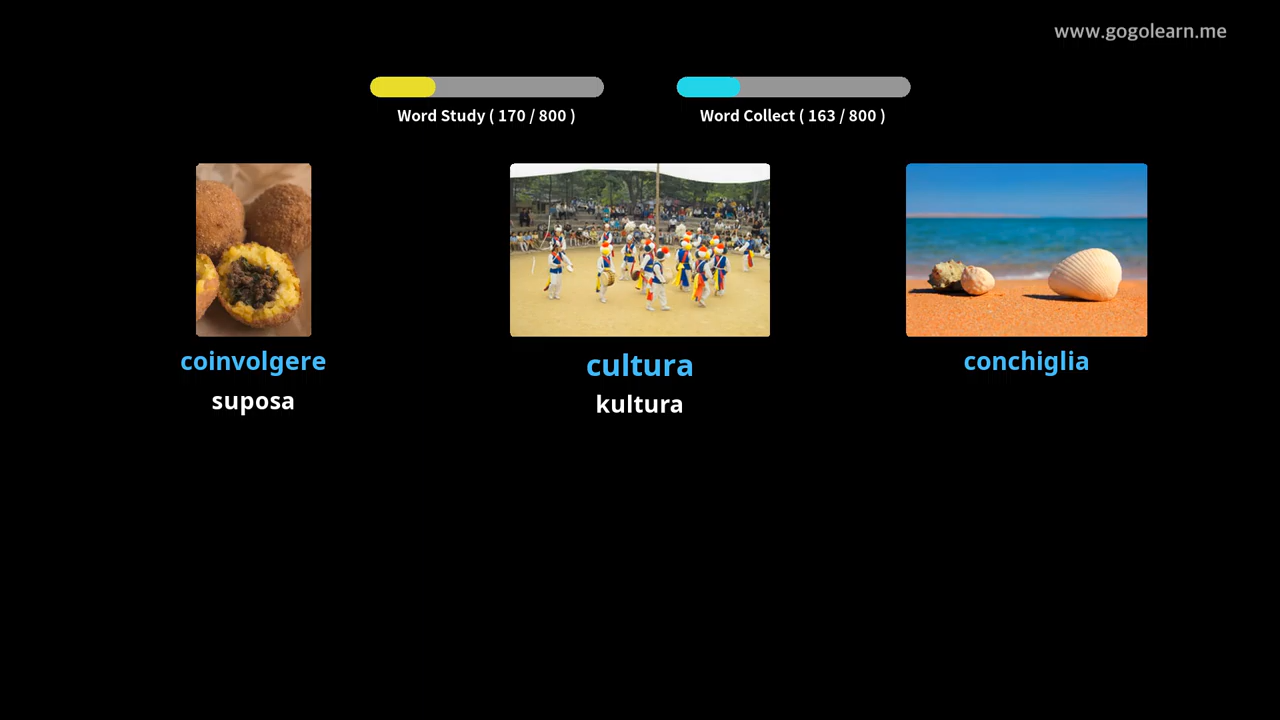 www.gogolearn.me
Word Study ( 170 / 800 )
Word Collect ( 163 / 800 )
coinvolgere
suposa
cultura
kultura
conchiglia